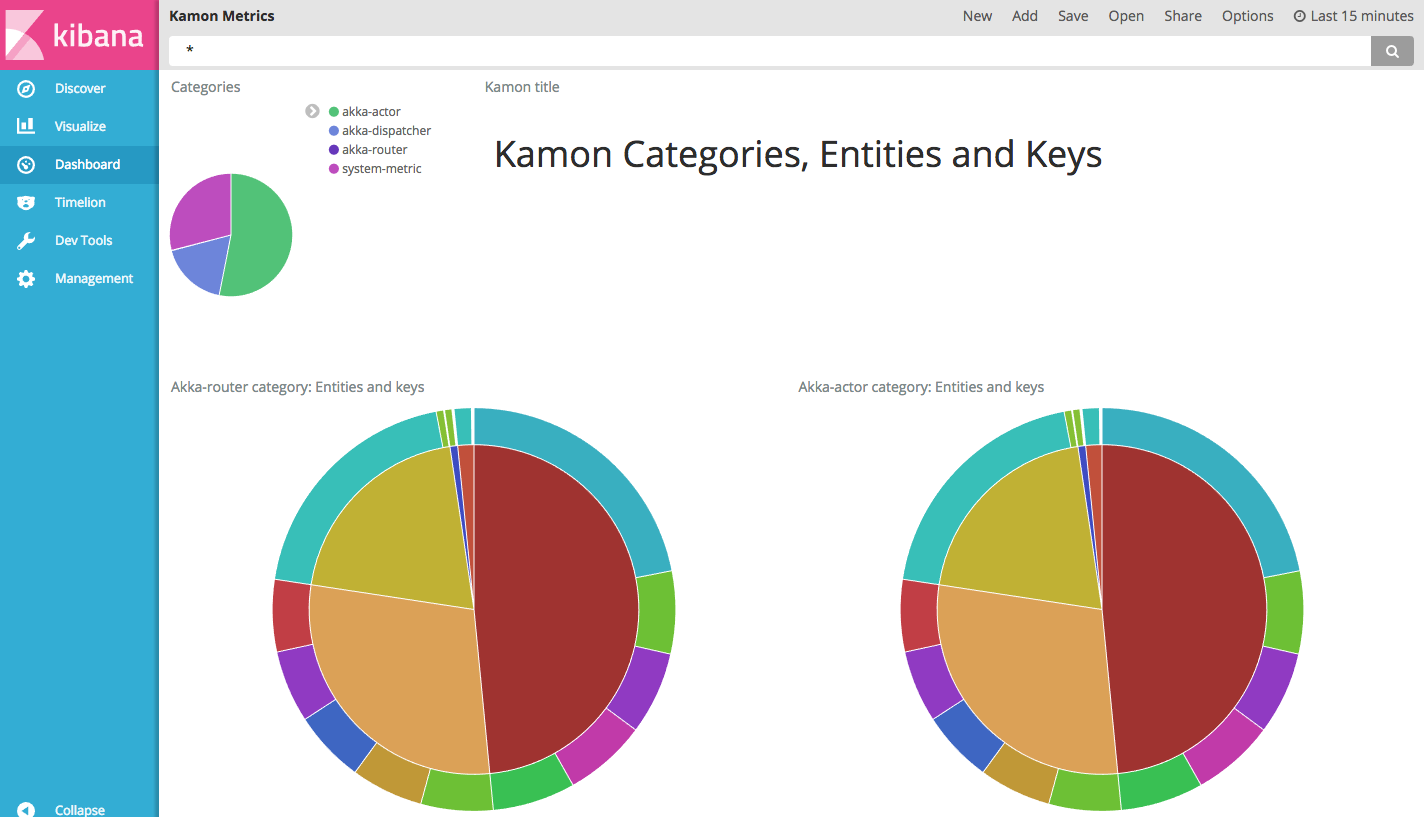 kibana
Kamon Metrics
New Add Save Open Share Options Last 15 minutes
*
Discover
Visualize
Dashboard
Timelion
Dev Tools
Management
Collapse
Categories
akka-actor
akka-dispatcher
akka-router
system-metric
Kamon title
Kamon Categories, Entities and Keys
Akka-router category: Entities and keys
Akka-actor category: Entities and keys